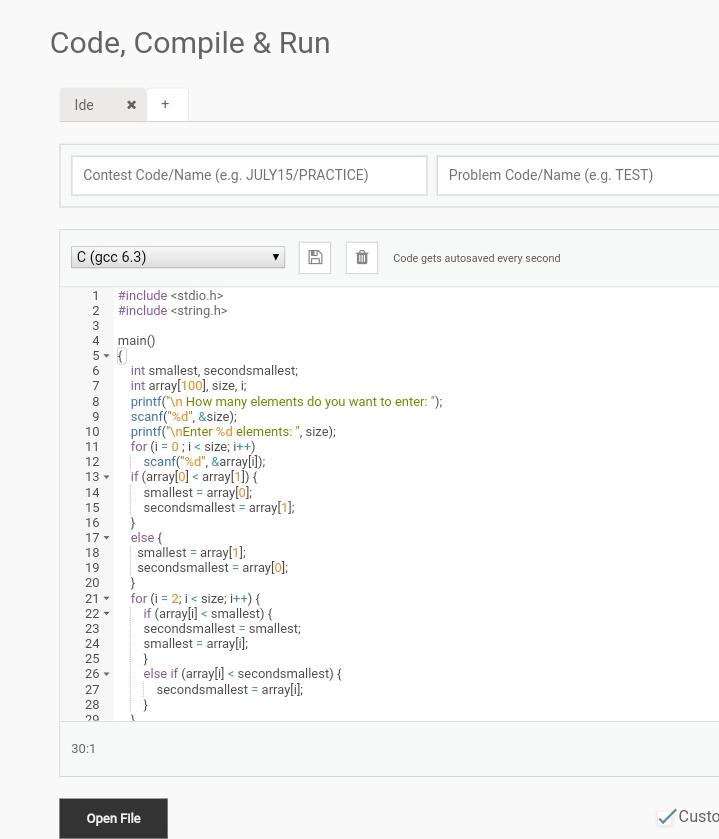 Code, Compile & Run
Ide ✖ +
Contest Code/Name (e.g. JULY15/PRACTICE) Problem Code/Name (e.g. TEST)
C (gcc 6.3) Code gets autosaved every second
1 #include <stdio.h>
2 #include <string.h>
3
4 main()
5 {
6 int smallest, secondsmallest;
7 int array[100], size, i;
8 printf("\n How many elements do you want to enter: ");
9 scanf("%d", &size);
10 printf("\nEnter %d elements: ", size);
11 for (i = 0 ; i < size; i++)
12 scanf("%d", &array[i]);
13 if (array[0] < array[1]) {
14 smallest = array[0];
15 secondsmallest = array[1];
16 }
17 else {
18 smallest = array[1];
19 secondsmallest = array[0];
20 }
21 for (i = 2; i < size; i++) {
22 if (array[i] < smallest) {
23 secondsmallest = smallest;
24 smallest = array[i];
25 }
26 else if (array[i] < secondsmallest) {
27 secondsmallest = array[i];
28 }
29 }
30:1
Open File Custo